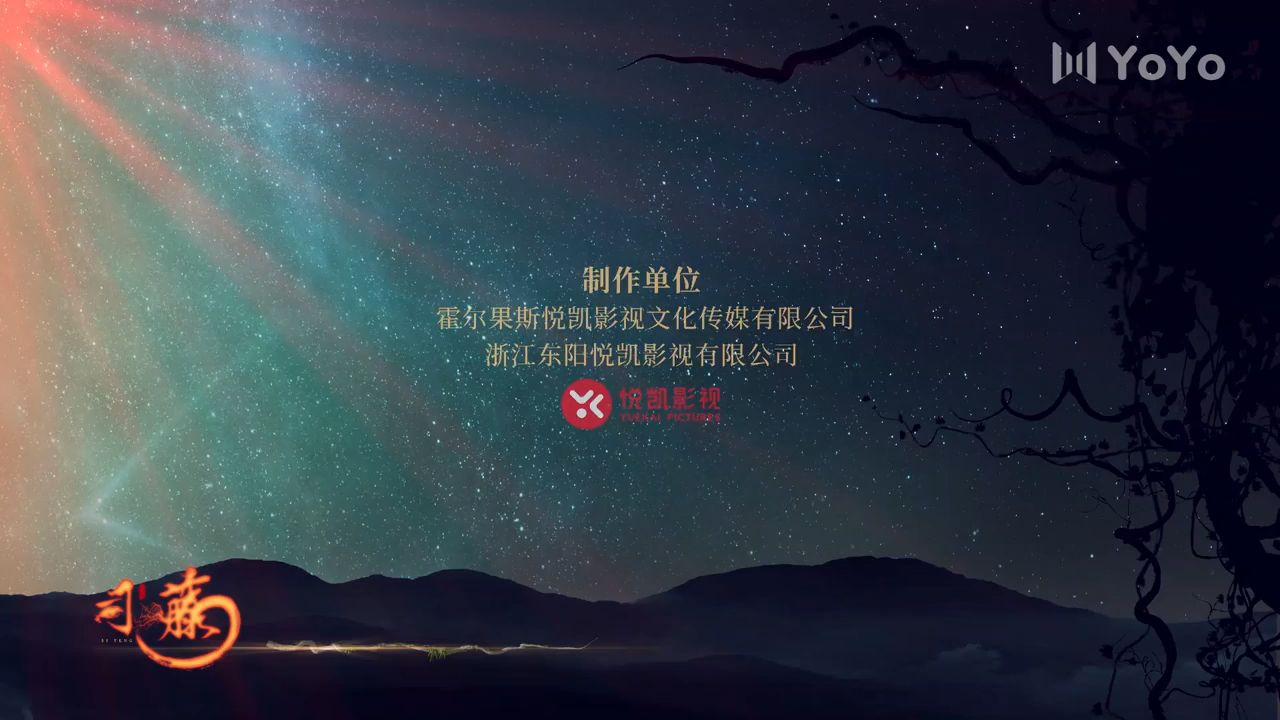 YoYo
制作单位
霍尔果斯悦凯影视文化传媒有限公司
浙江东阳悦凯影视有限公司
悦凯影视
YUEKAI PICTURES
司藤
SI TENG